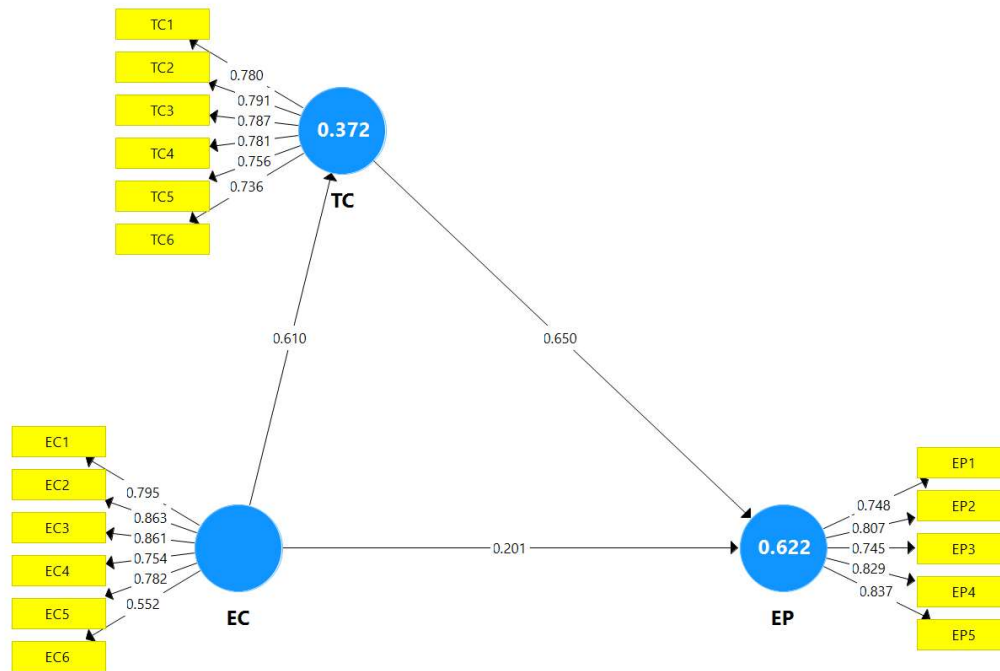 TC1
TC2
TC3
TC4
TC5
TC6
0.780
0.791
0.787
0.781
0.756
0.736
0.372
TC
0.610
0.650
EC1
EC2
EC3
EC4
EC5
EC6
0.795
0.863
0.861
0.754
0.782
0.552
EC
0.201
0.622
EP
0.748
0.807
0.745
0.829
0.837
EP1
EP2
EP3
EP4
EP5